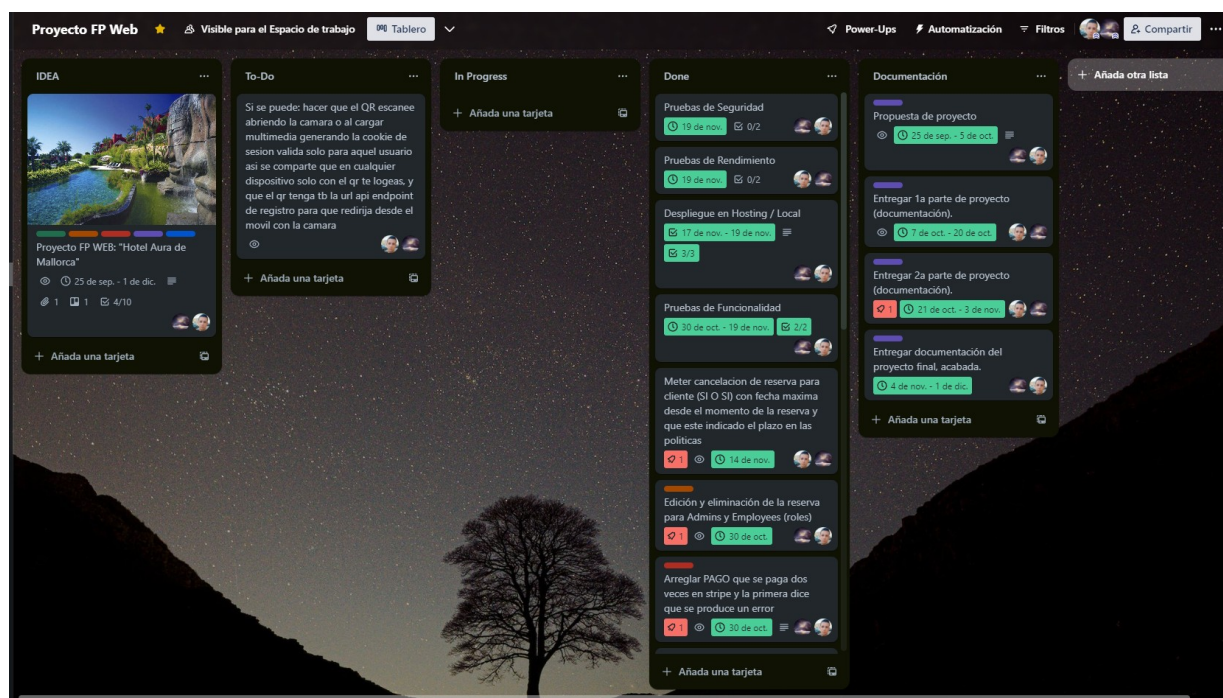 Proyecto FP Web
Visible para el Espacio de trabajo
Tablero
Power-Ups
Automatización
Filtros
Compartir
IDEA
Proyecto FP WEB: "Hotel Aura de
Mallorca"
25 de sep. - 1 de dic.
1
1
4/10
+ Añada una tarjeta
To-Do
Si se puede: hacer que el QR escanee
abriendo la camara o al cargar
multimedia generando la cookie de
sesion valida solo para aquel usuario
asi se comparte que en cualquier
dispositivo solo con el qr te logeas, y
que el qr tenga tb la url api endpoint
de registro para que redirija desde el
movil con la camara
+ Añada una tarjeta
In Progress
+ Añada una tarjeta
Done
Pruebas de Seguridad
19 de nov.
0/2
Pruebas de Rendimiento
19 de nov.
0/2
Despliegue en Hosting / Local
17 de nov. - 19 de nov.
3/3
Pruebas de Funcionalidad
30 de oct. - 19 de nov.
2/2
Meter cancelacion de reserva para
cliente (SI O SI) con fecha maxima
desde el momento de la reserva y
que este indicado el plazo en las
politicas
1
14 de nov.
Edición y eliminación de la reserva
para Admins y Employees (roles)
1
30 de oct.
Arreglar PAGO que se paga dos
veces en stripe y la primera dice
que se produce un error
1
30 de oct.
+ Añada una tarjeta
Documentación
Propuesta de proyecto
25 de sep. - 5 de oct.
Entregar 1a parte de proyecto
(documentación).
7 de oct. - 20 de oct.
Entregar 2a parte de proyecto
(documentación).
1
21 de oct. - 3 de nov.
Entregar documentación del
proyecto final, acabada.
4 de nov. - 1 de dic.
+ Añada una tarjeta
+ Añada otra lista